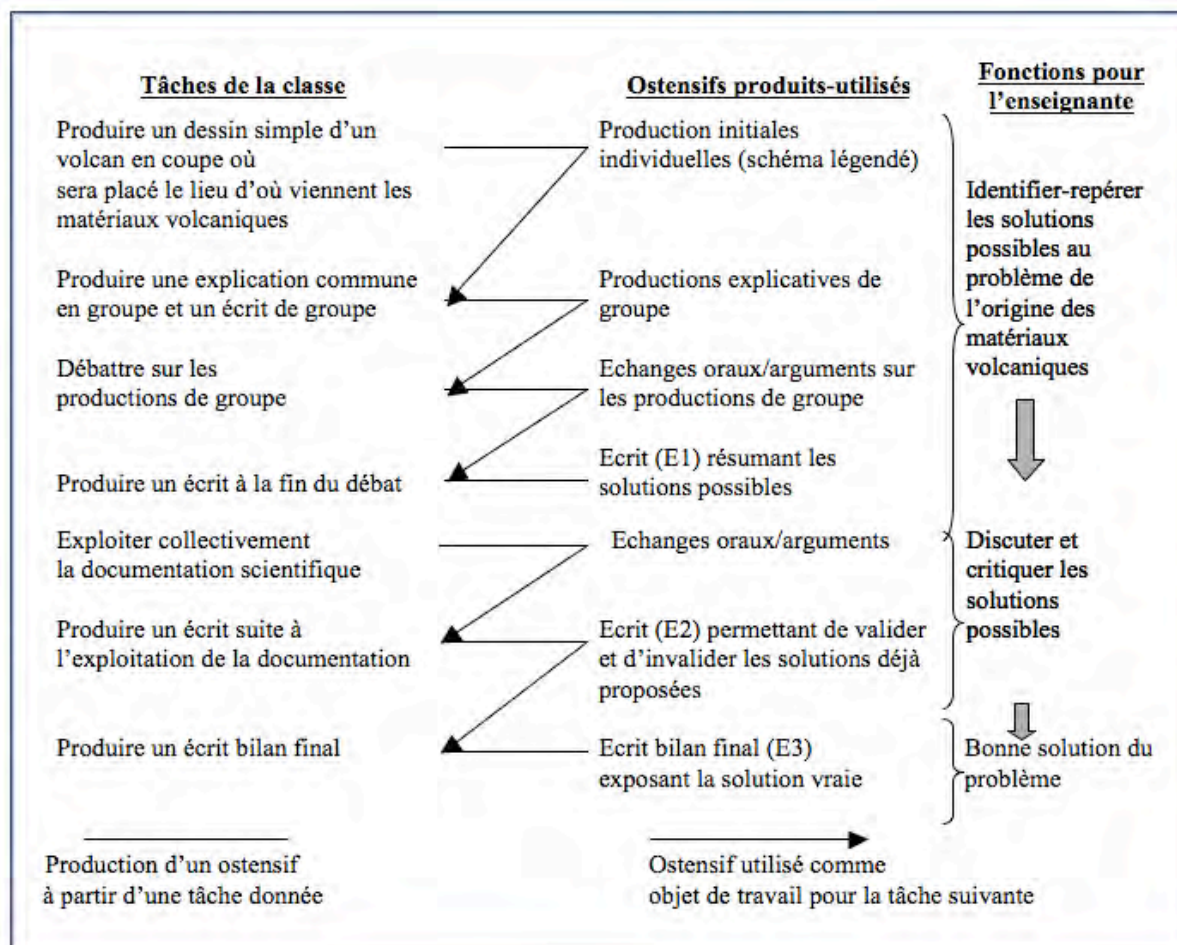 Tâches de la classe
Ostensifs produits-utilisés
Fonctions pour
l'enseignante
Produire un dessin simple d'un
volcan en coupe où
sera placé le lieu d'où viennent les
matériaux volcaniques
Production initiales
individuelles (schéma légendé)
Identifier-repérer
les solutions
possibles au
problème de
l'origine des
matériaux
volcaniques
Produire une explication commune
en groupe et un écrit de groupe
Productions explicatives de
groupe
Débattre sur les
productions de groupe
Echanges oraux/arguments sur
les productions de groupe
Produire un écrit à la fin du débat
Ecrit (E1) résumant les
solutions possibles
Exploiter collectivement
la documentation scientifique
Echanges oraux/arguments
Discuter et
critiquer les
solutions
possibles
Produire un écrit suite à
l'exploitation de la documentation
Ecrit (E2) permettant de valider
et d'invalider les solutions déjà
proposées
Produire un écrit bilan final
Ecrit bilan final (E3)
exposant la solution vraie
Bonne solution du
problème
Production d'un ostensif
à partir d'une tâche donnée
Ostensif utilisé comme
objet de travail pour la tâche suivante